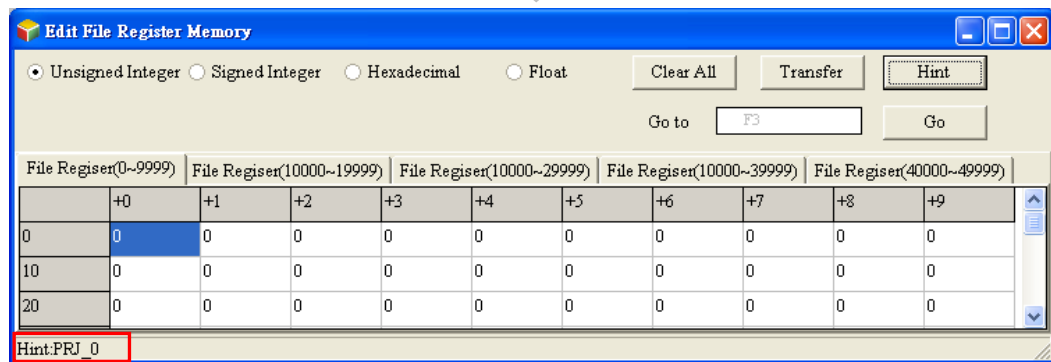 Edit File Register Memory
Unsigned Integer Signed Integer Hexadecimal Float Clear All Transfer Hint
Go to F3 Go
File Regiser(0~9999) File Regiser(10000~19999) File Regiser(10000~29999) File Regiser(10000~39999) File Regiser(40000~49999)
+0 +1 +2 +3 +4 +5 +6 +7 +8 +9
0 0 0 0 0 0 0 0 0 0 0
10 0 0 0 0 0 0 0 0 0 0
20 0 0 0 0 0 0 0 0 0 0
Hint:PRJ_0